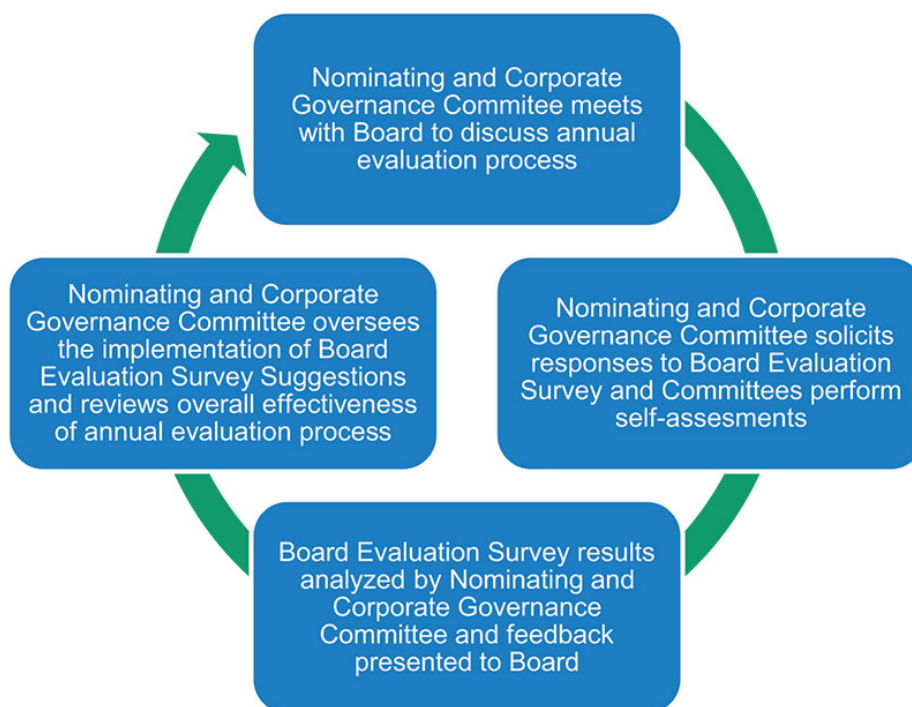 Nominating and Corporate
Governance Commitee meets
with Board to discuss annual
evaluation process
Nominating and Corporate
Governance Committee solicits
responses to Board Evaluation
Survey and Committees perform
self-assesments
Board Evaluation Survey results
analyzed by Nominating and
Corporate Governance
Committee and feedback
presented to Board
Nominating and Corporate
Governance Committee oversees
the implementation of Board
Evaluation Survey Suggestions
and reviews overall effectiveness
of annual evaluation process